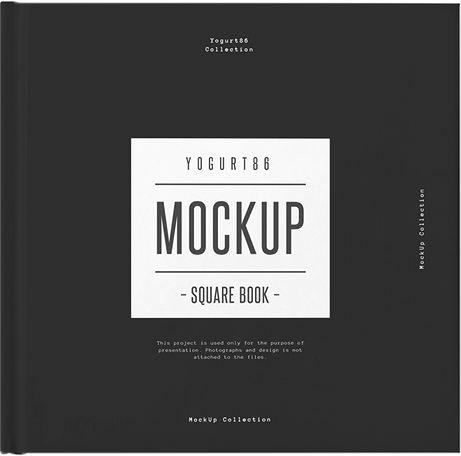 Yogurt86
Collection
YOGURT86
MOCKUP
- SQUARE BOOK -
MockUp Collection
This project is used only for the purpose of
presentation. Photographs and design is not
attached to the files.
MockUp Collection